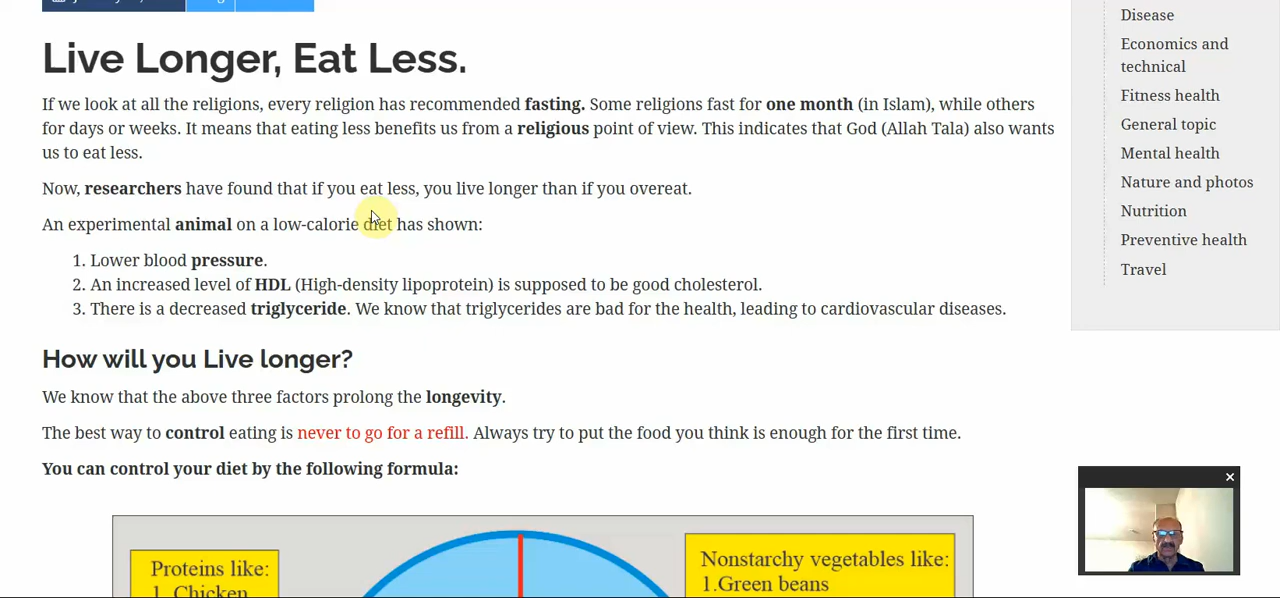 Live Longer, Eat Less.
If we look at all the religions, every religion has recommended fasting. Some religions fast for one month (in Islam), while others
for days or weeks. It means that eating less benefits us from a religious point of view. This indicates that God (Allah Tala) also wants
us to eat less.
Now, researchers have found that if you eat less, you live longer than if you overeat.
An experimental animal on a low-calorie diet has shown:
1. Lower blood pressure.
2. An increased level of HDL (High-density lipoprotein) is supposed to be good cholesterol.
3. There is a decreased triglyceride. We know that triglycerides are bad for the health, leading to cardiovascular diseases.
How will you Live longer?
We know that the above three factors prolong the longevity.
The best way to control eating is never to go for a refill. Always try to put the food you think is enough for the first time.
You can control your diet by the following formula:
Proteins like:
1. Chicken
Nonstarchy vegetables like:
1.Green beans
Disease
Economics and
technical
Fitness health
General topic
Mental health
Nature and photos
Nutrition
Preventive health
Travel